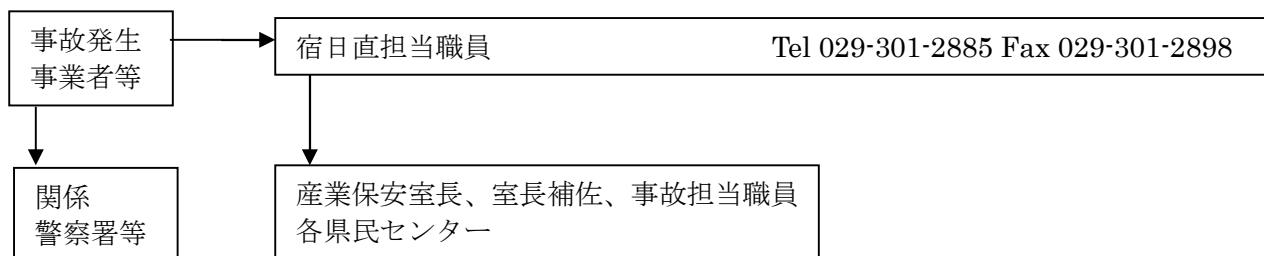 事故発生
事業者等
宿日直担当職員 Tel 029-301-2885 Fax 029-301-2898
関係
警察署等
産業保安室長、室長補佐、事故担当職員
各県民センター